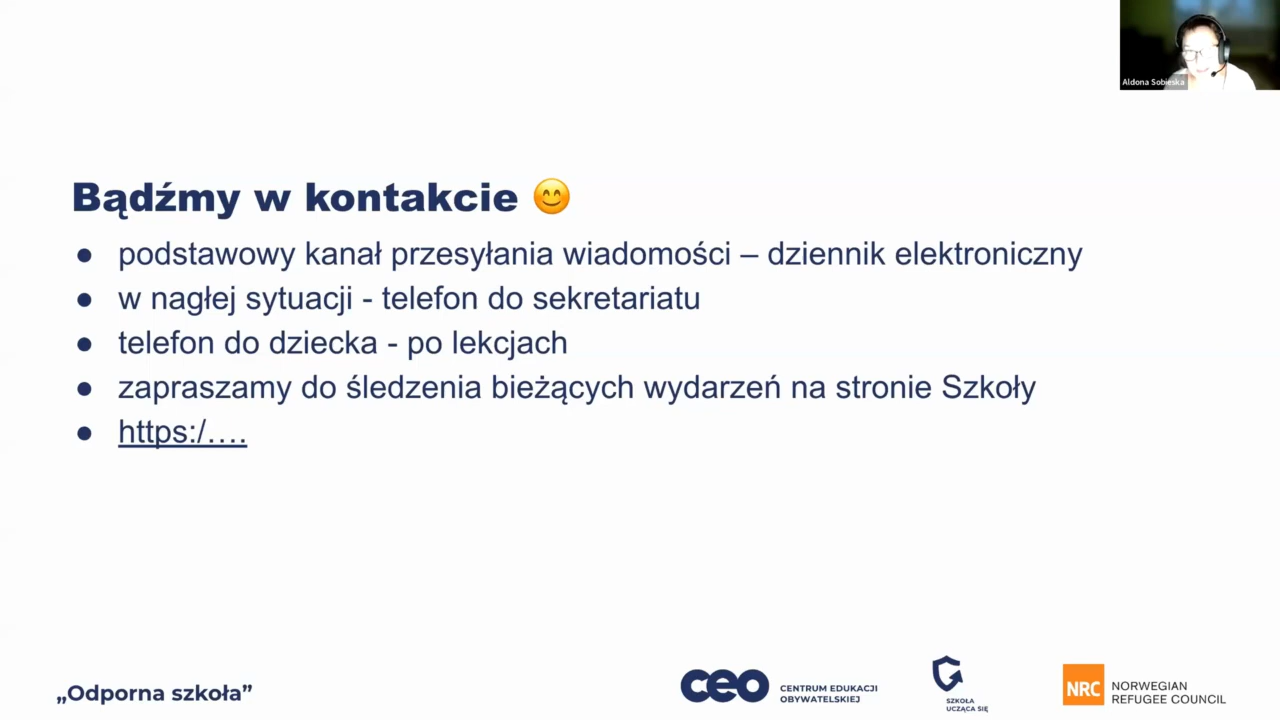 Aldona Sobieska
Bądźmy w kontakcie 😊
● podstawowy kanał przesyłania wiadomości – dziennik elektroniczny
● w nagłej sytuacji - telefon do sekretariatu
● telefon do dziecka - po lekcjach
● zapraszamy do śledzenia bieżących wydarzeń na stronie Szkoły
● https:/....
„Odporna szkoła”
ceo
CENTRUM EDUKACJI
OBYWATELSKIEJ
SZKOŁA
UCZĄCA SIĘ
NRC
NORWEGIAN
REFUGEE COUNCIL